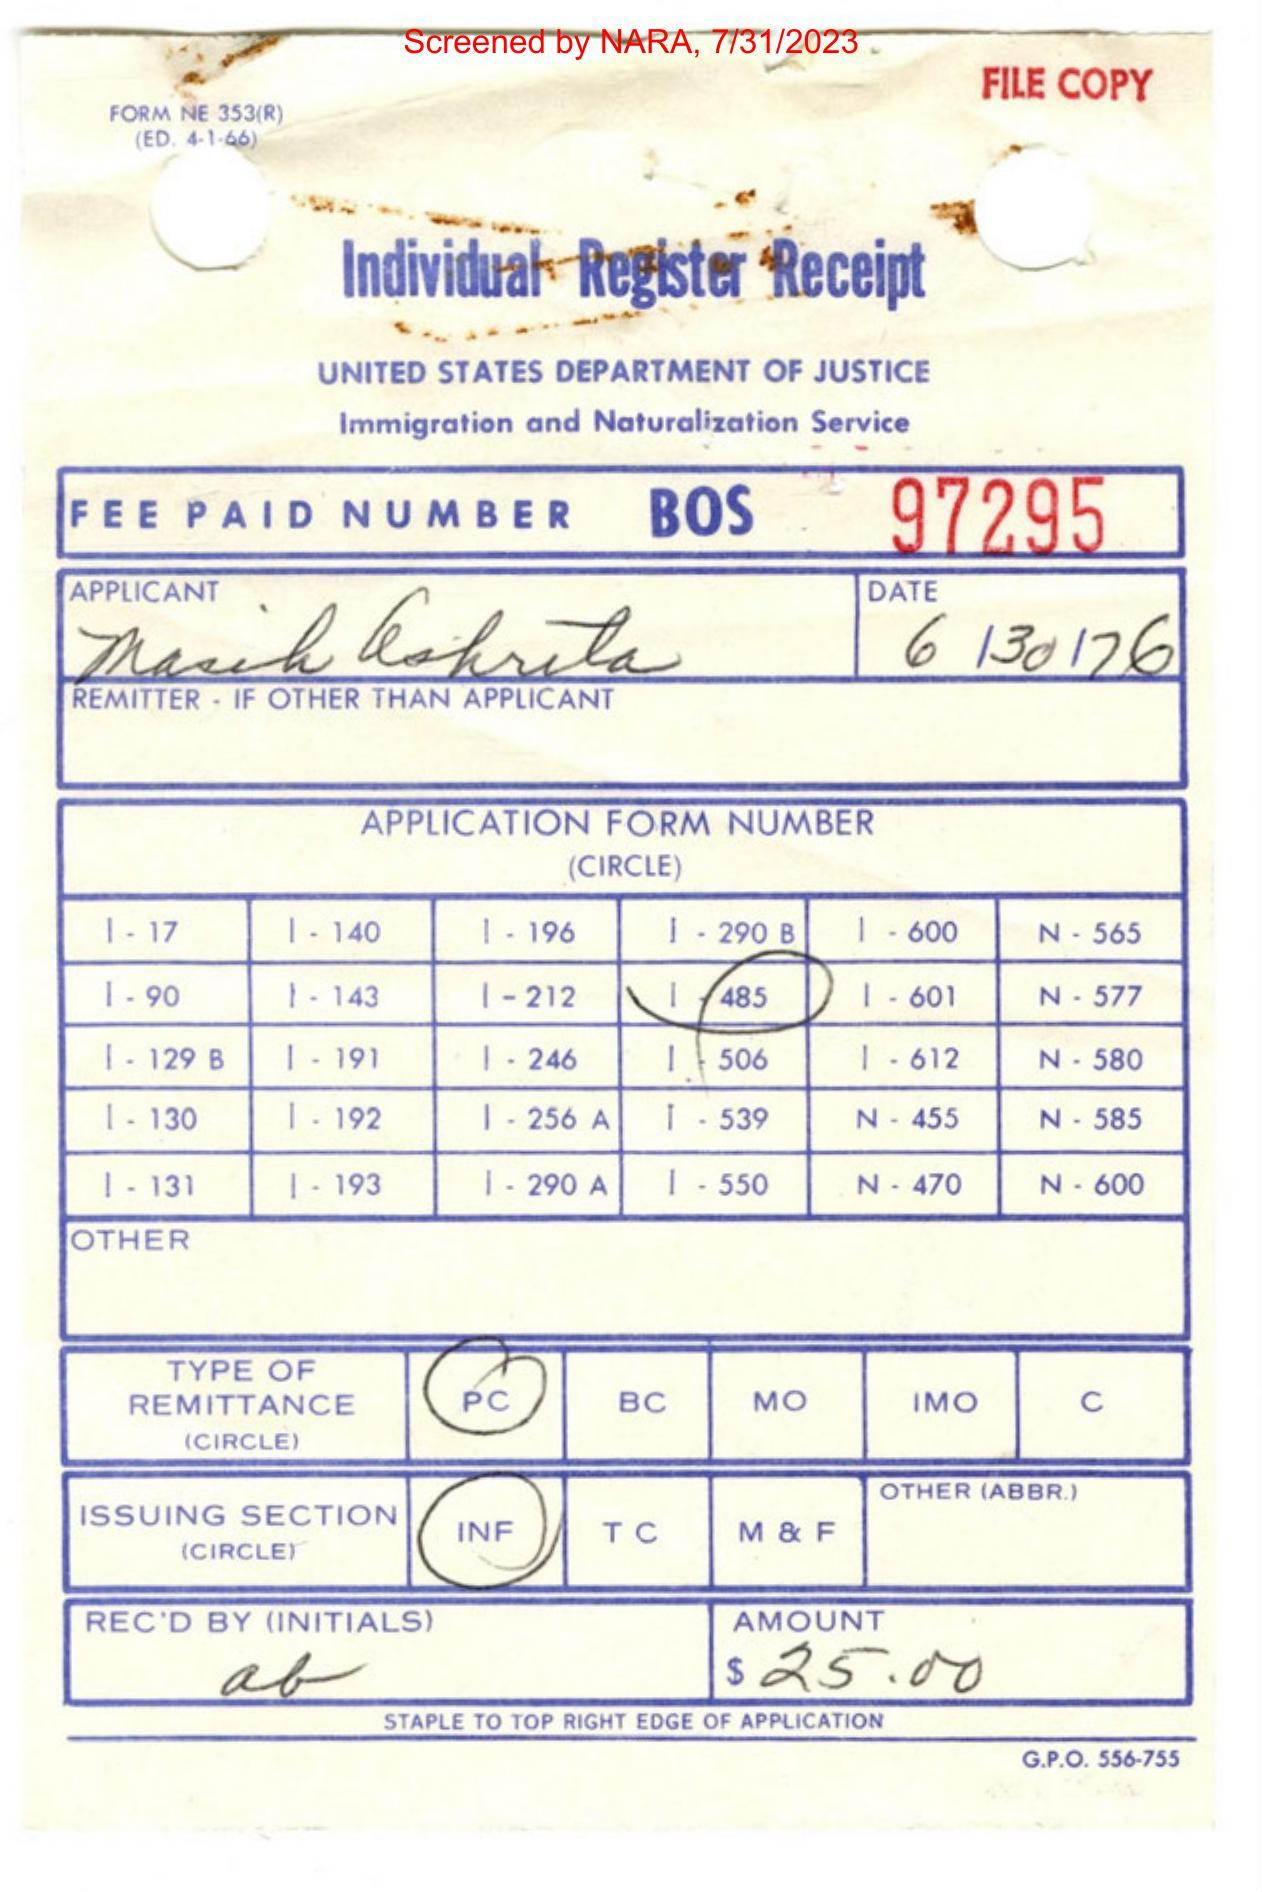 Screened by NARA, 7/31/2023
FILE COPY
FORM NE 353(R)
(ED. 4-1-66)
Individual Register Receipt
UNITED STATES DEPARTMENT OF JUSTICE
Immigration and Naturalization Service
FEE PAID NUMBER BOS 97295
APPLICANT DATE
Masih Ashrita 6/30/76
REMITTER - IF OTHER THAN APPLICANT
APPLICATION FORM NUMBER
(CIRCLE)
I - 17 I - 140 I - 196 I - 290 B I - 600 N - 565
I - 90 I - 143 I - 212 I - 485 I - 601 N - 577
I - 129 B I - 191 I - 246 I - 506 I - 612 N - 580
I - 130 I - 192 I - 256 A I - 539 N - 455 N - 585
I - 131 I - 193 I - 290 A I - 550 N - 470 N - 600
OTHER
TYPE OF
REMITTANCE PC BC MO IMO C
(CIRCLE)
OTHER (ABBR.)
ISSUING SECTION INF T C M & F
(CIRCLE)
REC'D BY (INITIALS) AMOUNT
ab $ 25.00
STAPLE TO TOP RIGHT EDGE OF APPLICATION
G.P.O. 556-755